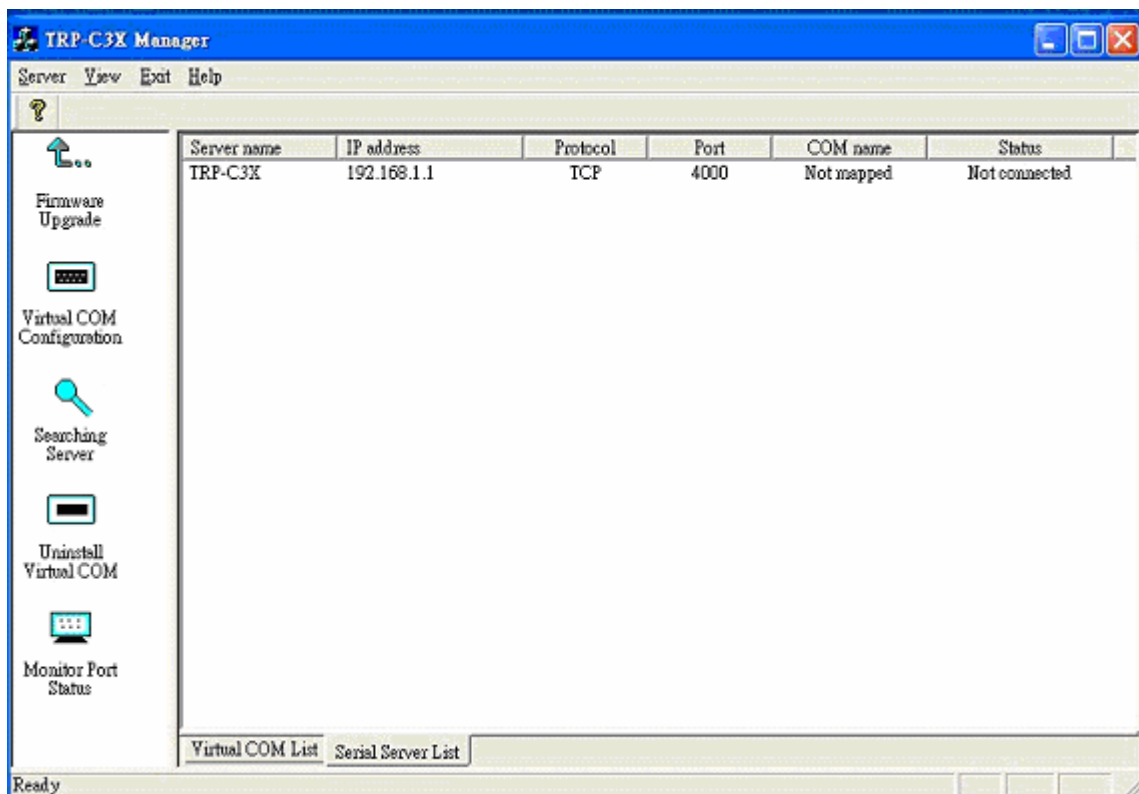 TRP-C3X Manager
Server View Exit Help
?
Firmware
Upgrade
Virtual COM
Configuration
Searching
Server
Uninstall
Virtual COM
Monitor Port
Status
Server name IP address Protocol Port COM name Status
TRP-C3X 192.168.1.1 TCP 4000 Not mapped Not connected
Virtual COM List Serial Server List
Ready